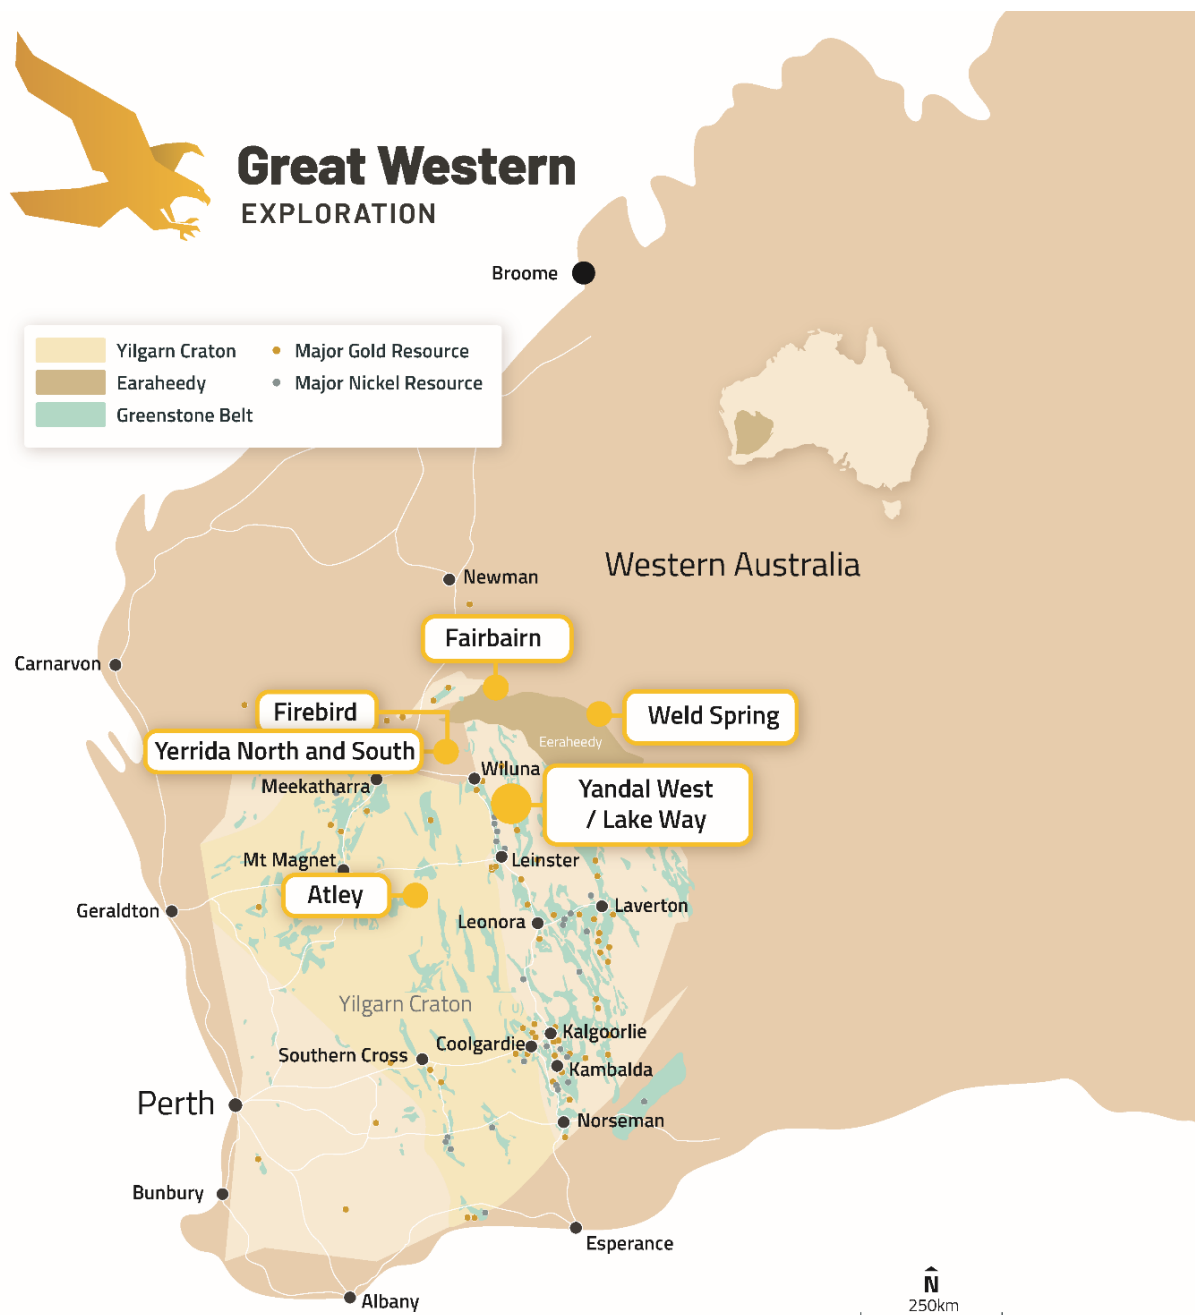 Great Western
EXPLORATION
Broome
Yilgarn Craton
Major Gold Resource
Earaheedy
Major Nickel Resource
Greenstone Belt
Western Australia
Newman
Fairbairn
Carnarvon
Firebird
Weld Spring
Yerrida North and South
Eeraheedy
Wiluna
Meekatharra
Yandal West
/ Lake Way
Mt Magnet
Leinster
Atley
Geraldton
Laverton
Leonora
Yilgarn Craton
Kalgoorlie
Coolgardie
Southern Cross
Kambalda
Perth
Norseman
Bunbury
Esperance
N
250km
Albany